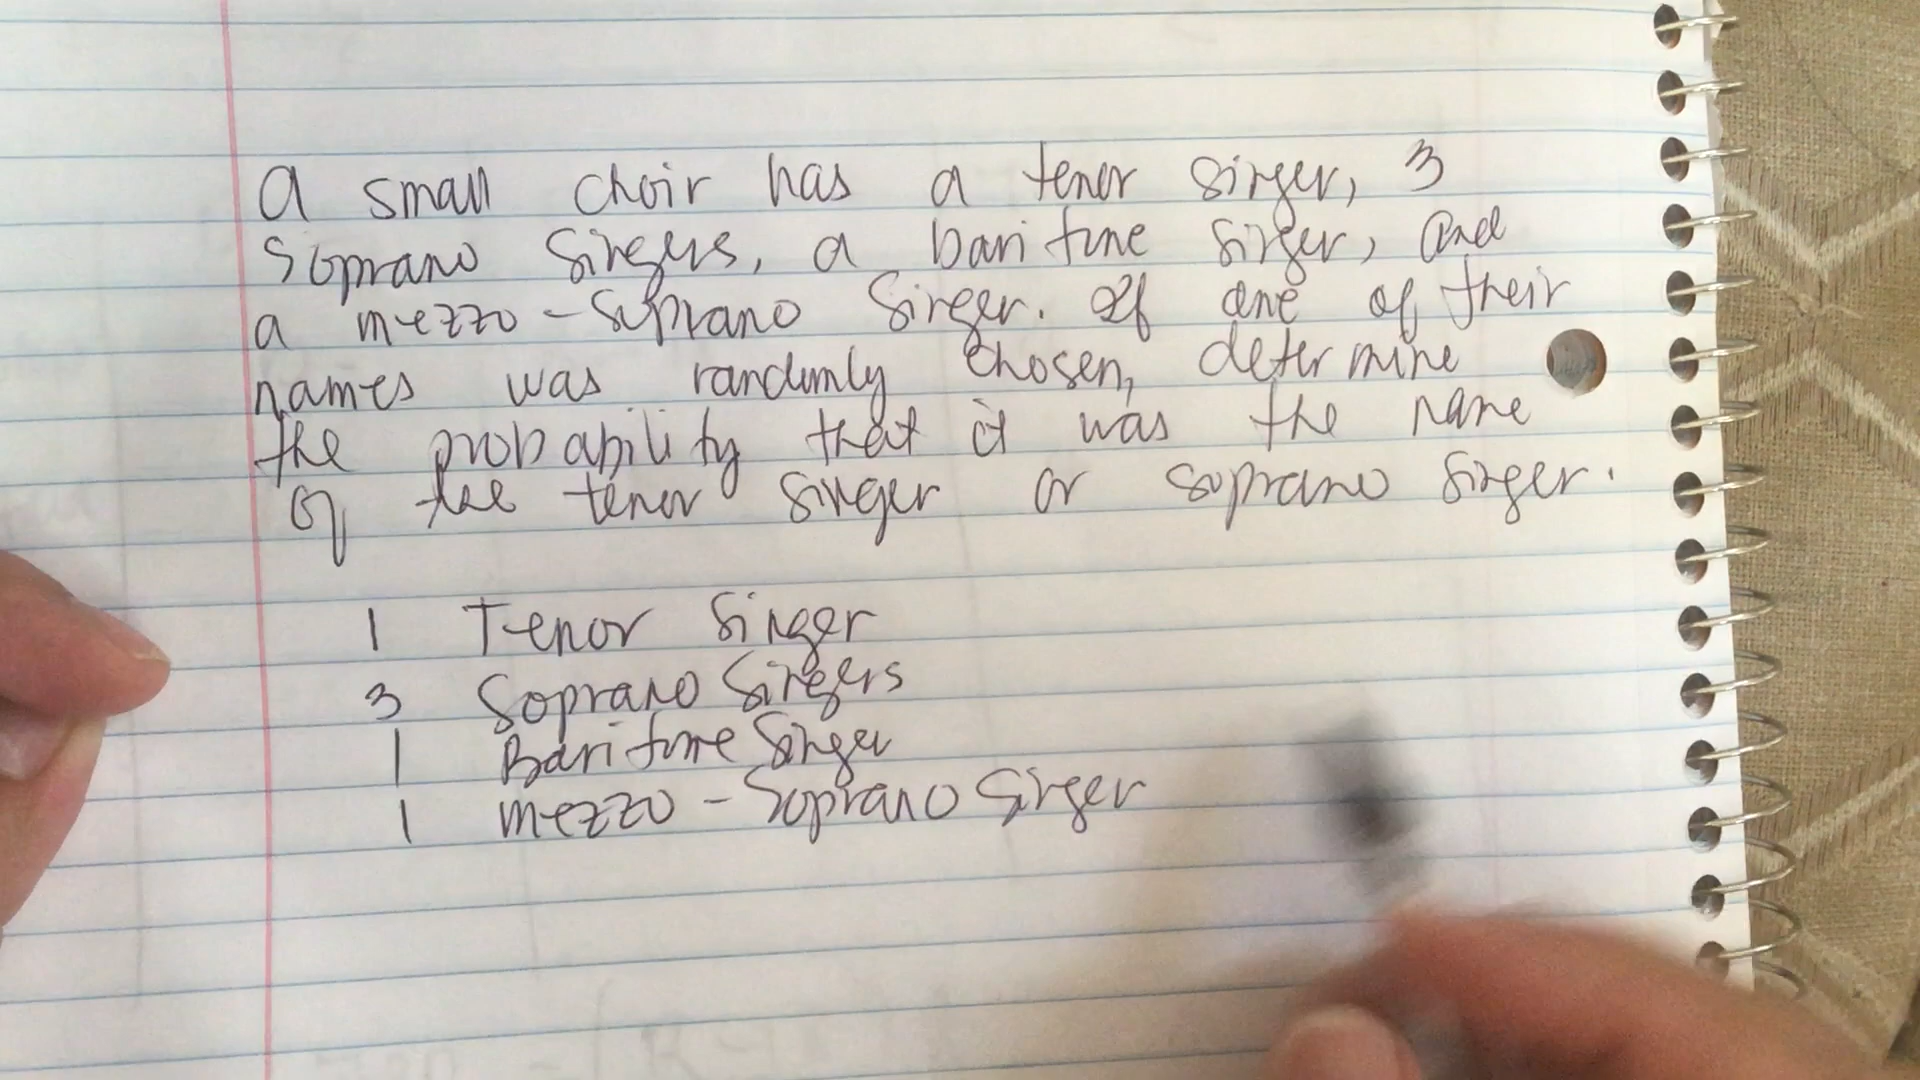 A small choir has a tenor singer, 3
soprano singers, a baritone singer, and
a mezzo-soprano singer. If one of their
names was randomly chosen, determine
the probability that it was the name
of the tenor singer or soprano singer.
1 Tenor Singer
3 Soprano Singers
1 Baritone Singer
1 mezzo-Soprano Singer